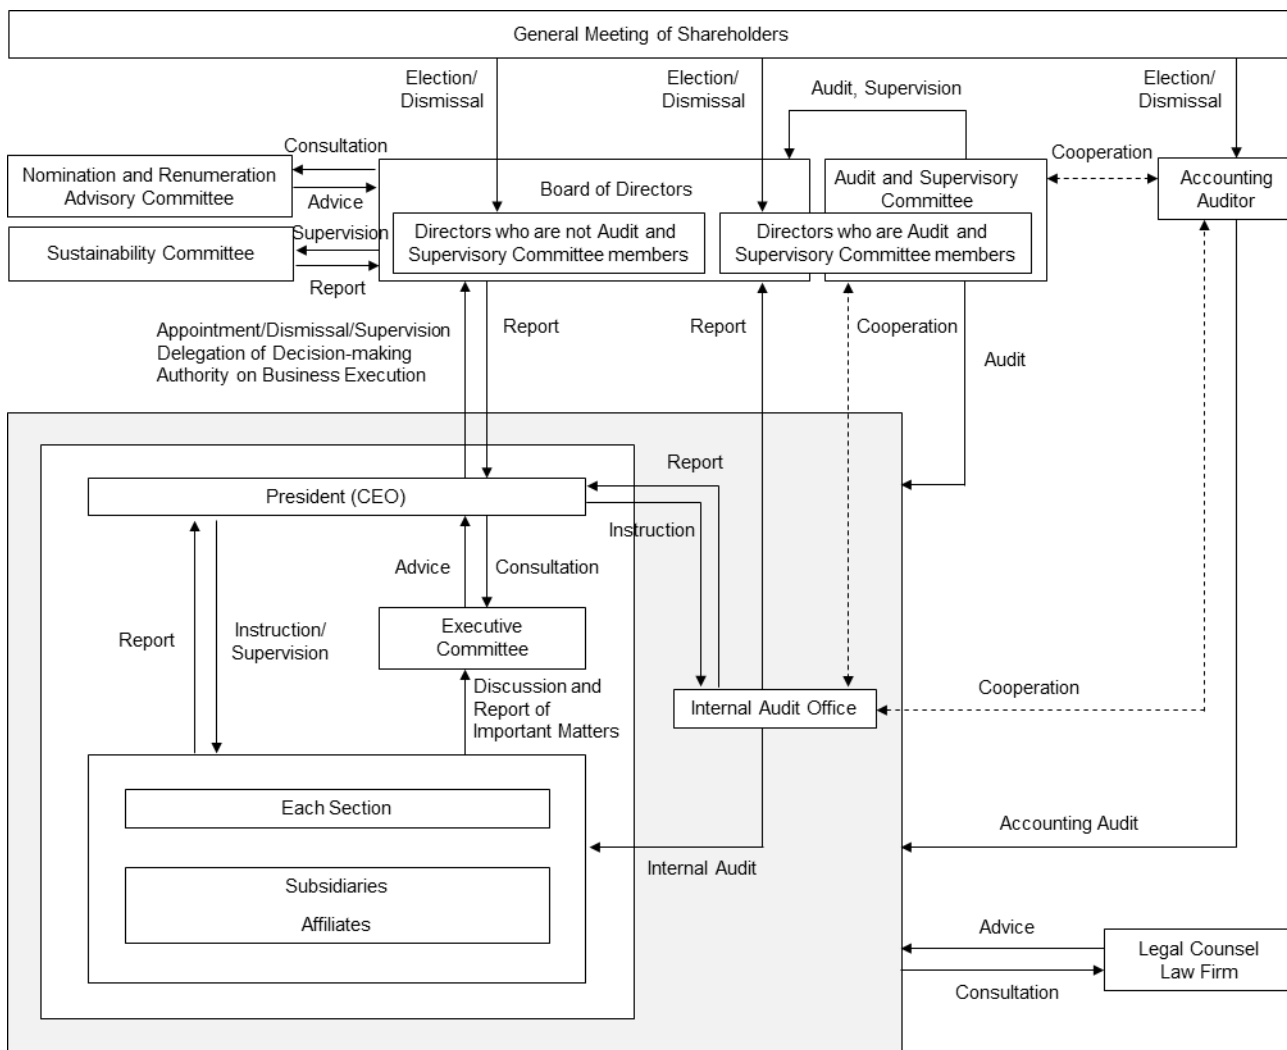 General Meeting of Shareholders
Election/
Dismissal
Election/
Dismissal
Audit, Supervision
Election/
Dismissal
Consultation
Nomination and Renumeration
Advisory Committee
Advice
Board of Directors
Audit and Supervisory
Committee
Cooperation
Accounting
Auditor
Supervision
Sustainability Committee
Report
Directors who are not Audit and
Supervisory Committee members
Directors who are Audit and
Supervisory Committee members
Appointment/Dismissal/Supervision
Delegation of Decision-making
Authority on Business Execution
Report
Report
Cooperation
Audit
Report
President (CEO)
Instruction
Advice
Consultation
Report
Instruction/
Supervision
Executive
Committee
Discussion and
Report of
Important Matters
Internal Audit Office
Cooperation
Each Section
Subsidiaries
Affiliates
Internal Audit
Accounting Audit
Advice
Legal Counsel
Law Firm
Consultation